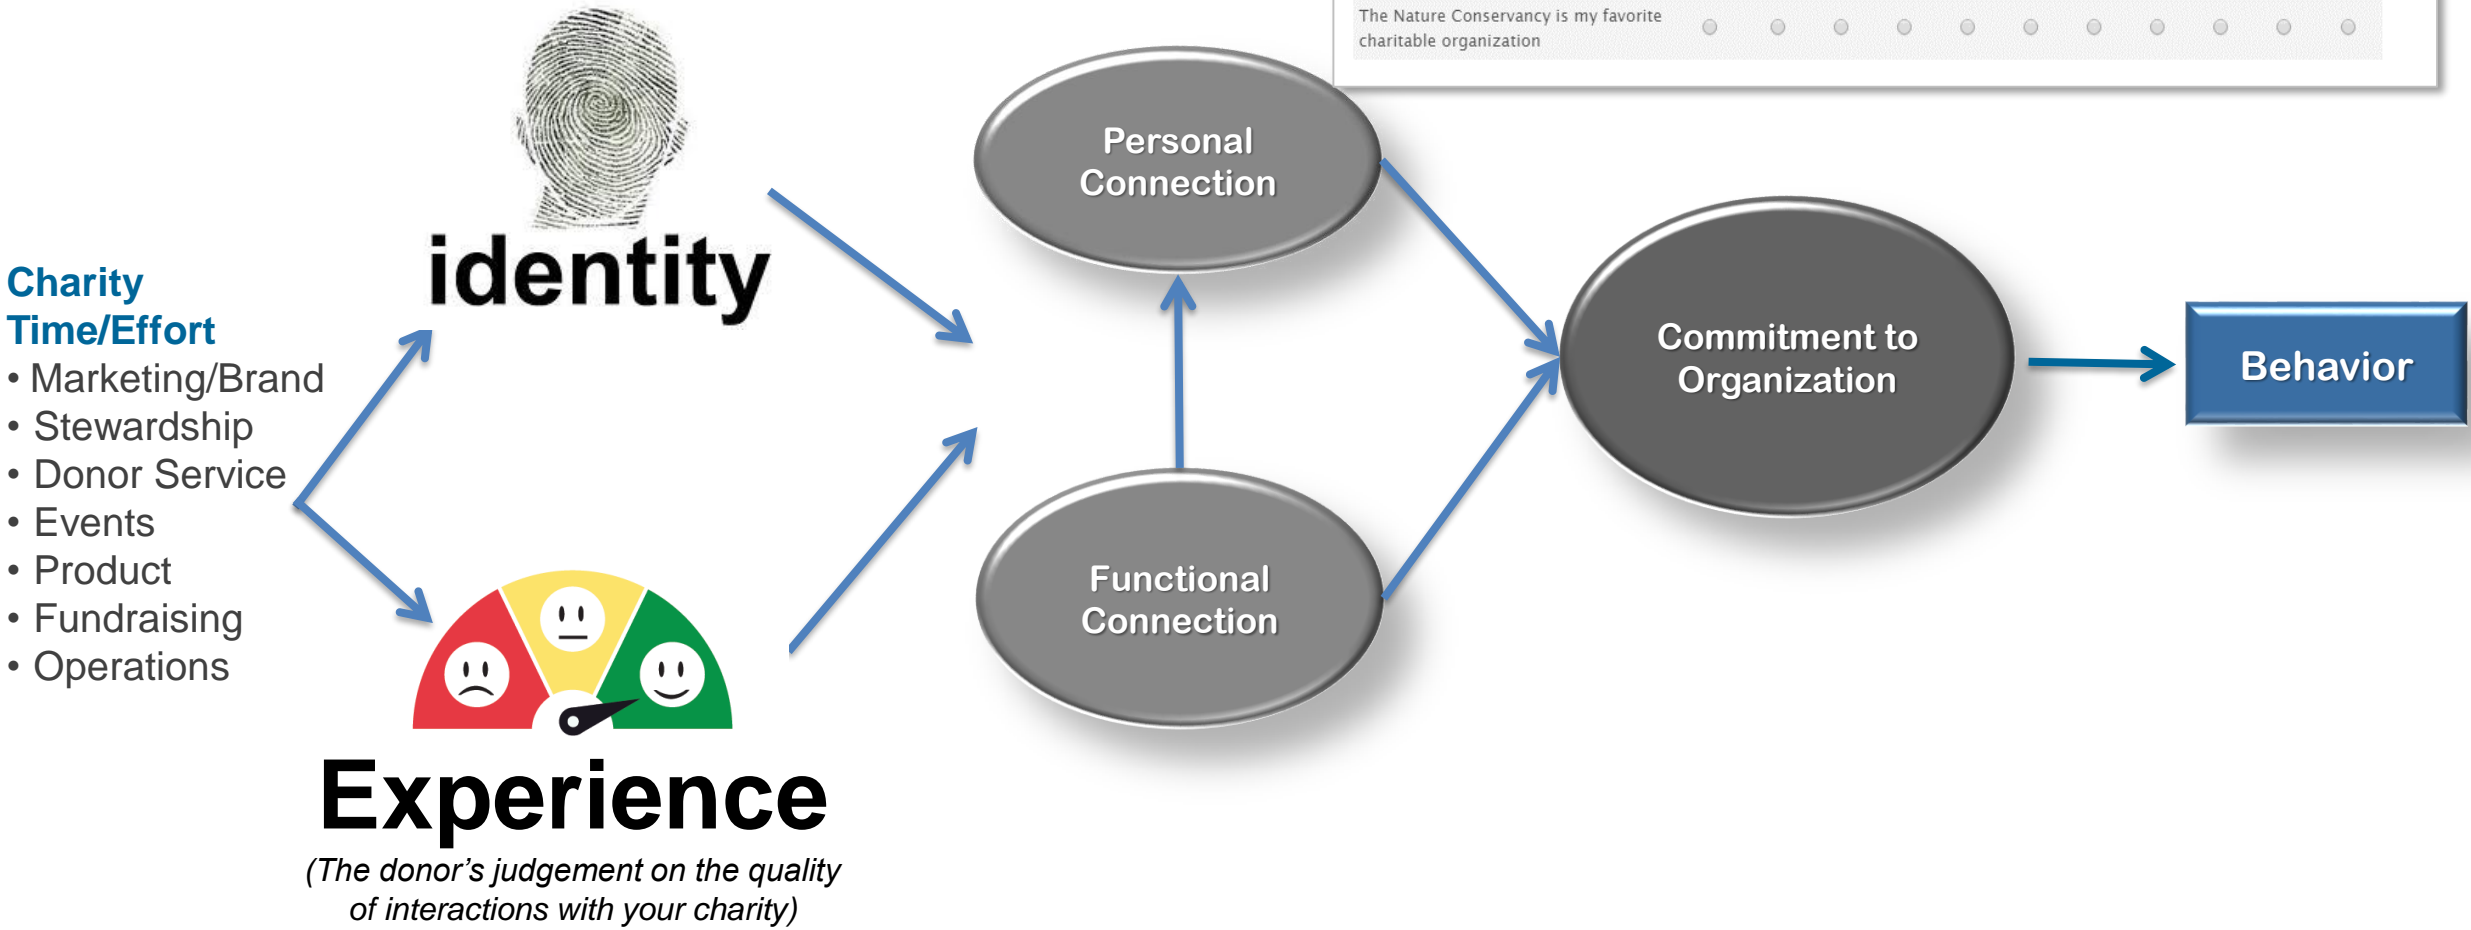 The Nature Conservancy is my favorite
charitable organization
identity
Charity
Time/Effort
• Marketing/Brand
• Stewardship
• Donor Service
• Events
• Product
• Fundraising
• Operations
Experience
(The donor’s judgement on the quality
of interactions with your charity)
Personal
Connection
Functional
Connection
Commitment to
Organization
Behavior